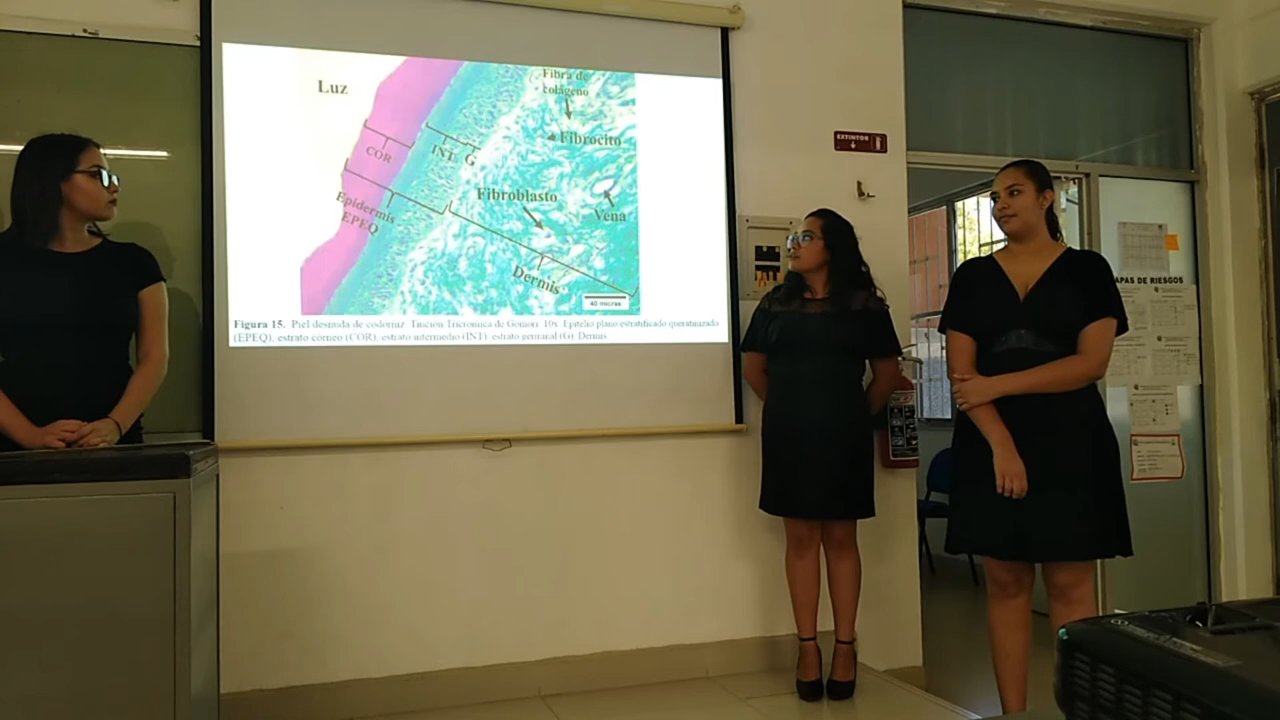 Luz
Fibra de
colágeno
Fibrocito
COR
INT G
Epidermis
EPEQ
Fibroblasto
Vena
Dermis
40 micras
Figura 15. Piel desnuda de codorniz. Tinción Tricrómica de Gomori. 10x. Epitelio plano estratificado queratinizado
(EPEQ), estrato córneo (COR), estrato intermedio (INT), estrato germinal (G). Dermis
EXTINTOR
APAS DE RIESGOS